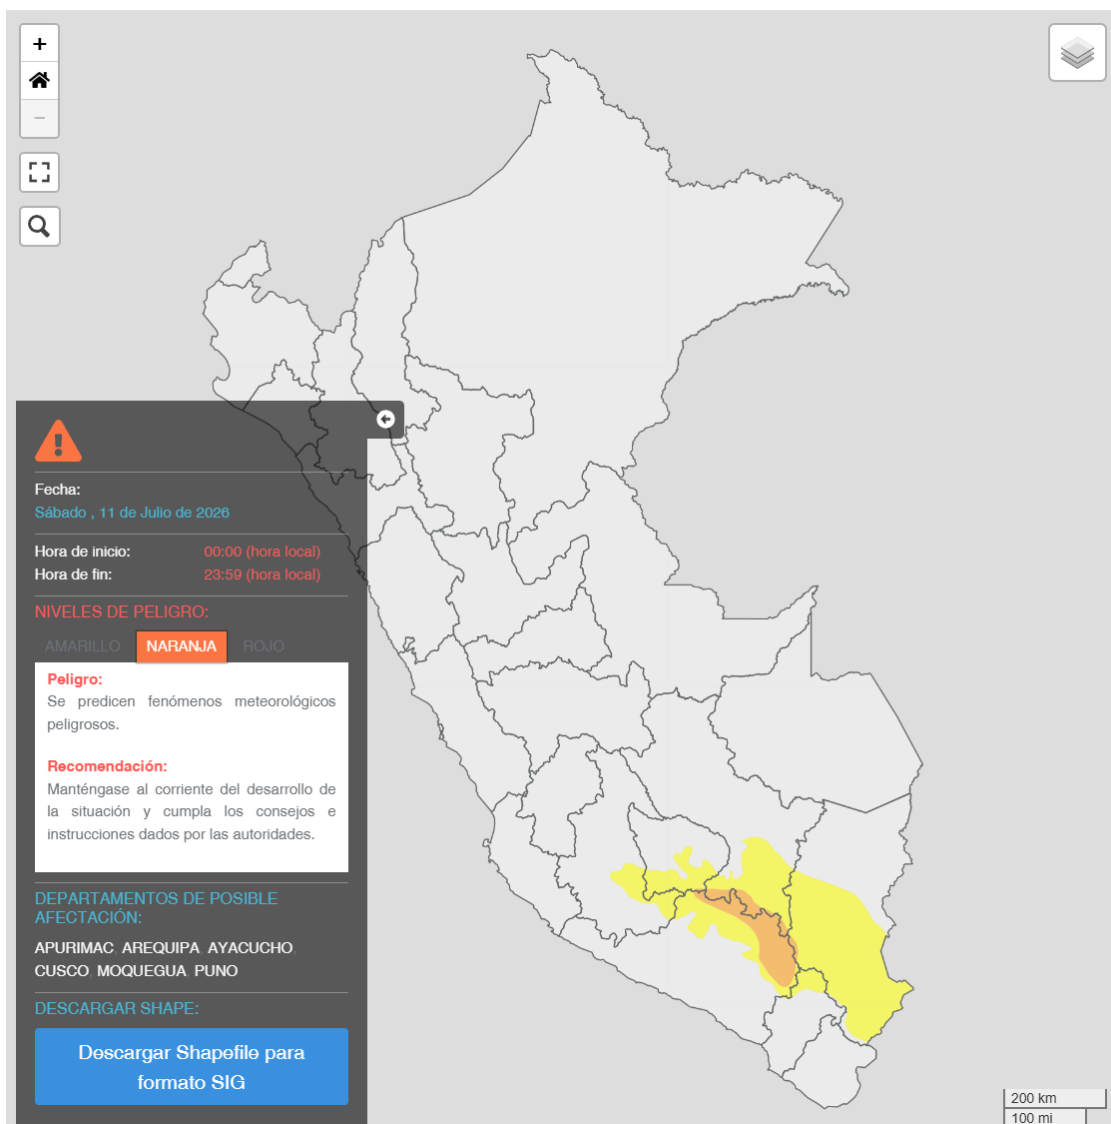 +
−
Fecha:
Sábado , 11 de Julio de 2026
Hora de inicio: 00:00 (hora local)
Hora de fin: 23:59 (hora local)
NIVELES DE PELIGRO:
AMARILLO NARANJA ROJO
Peligro:
Se predicen fenómenos meteorológicos
peligrosos.
Recomendación:
Manténgase al corriente del desarrollo de
la situación y cumpla los consejos e
instrucciones dados por las autoridades.
DEPARTAMENTOS DE POSIBLE
AFECTACIÓN:
APURIMAC, AREQUIPA, AYACUCHO,
CUSCO, MOQUEGUA, PUNO
DESCARGAR SHAPE:
Descargar Shapefile para
formato SIG
200 km
100 mi